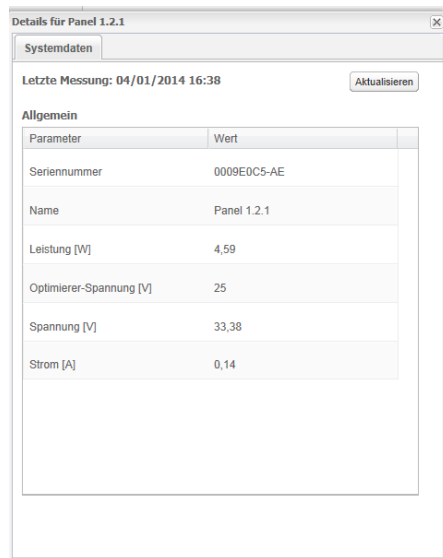 Details für Panel 1.2.1
Systemdaten
Letzte Messung: 04/01/2014 16:38
Aktualisieren
Allgemein
Parameter Wert
Seriennummer 0009E0C5-AE
Name Panel 1.2.1
Leistung [W] 4,59
Optimierer-Spannung [V] 25
Spannung [V] 33,38
Strom [A] 0,14